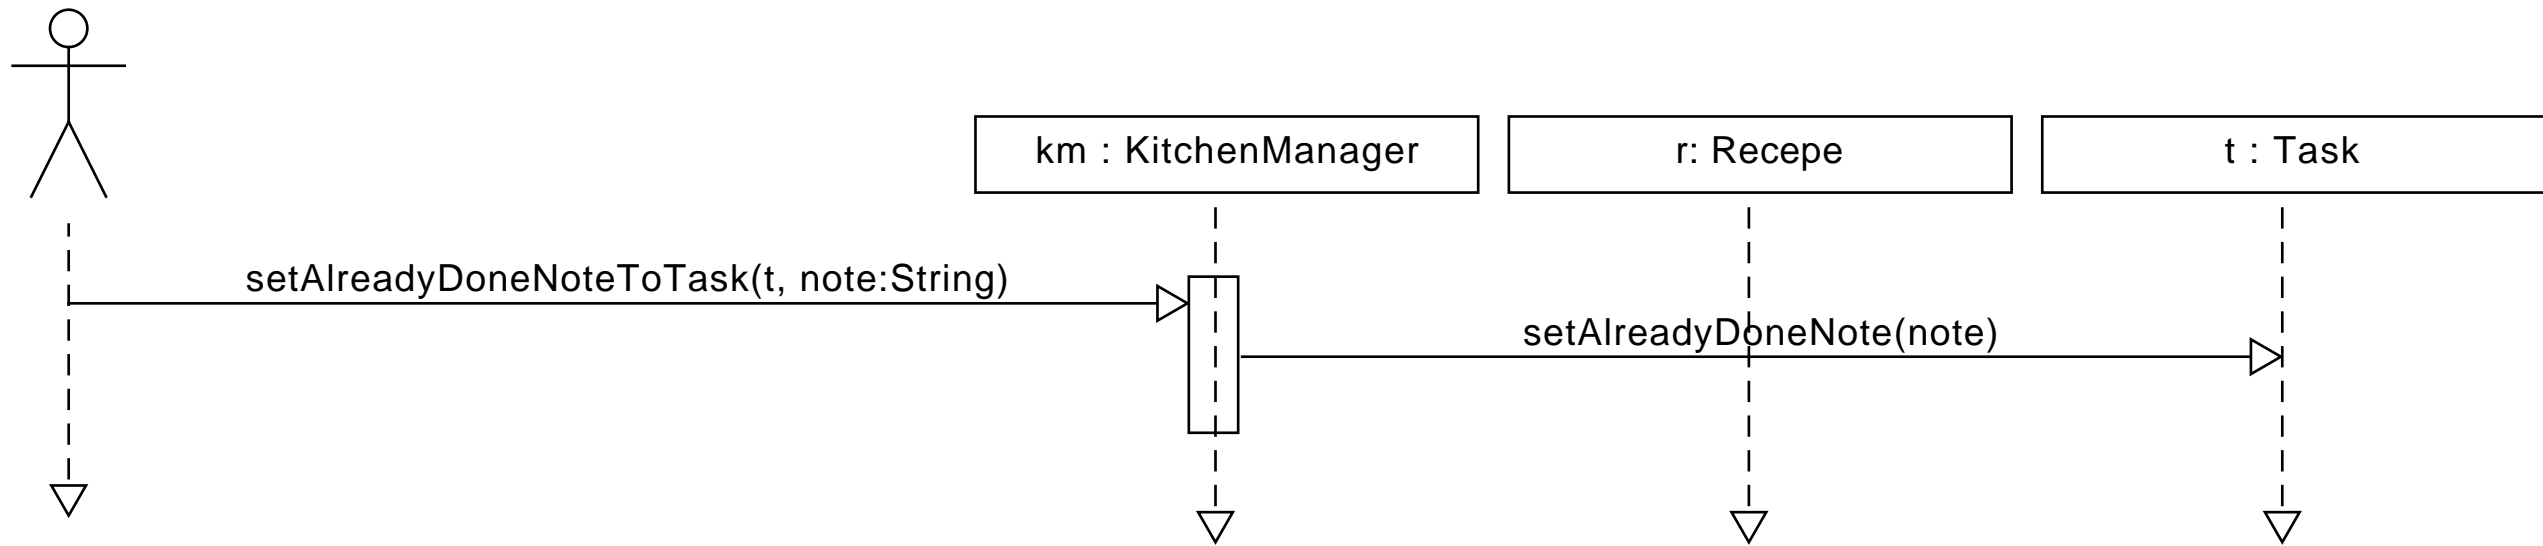 km : KitchenManager
r: Recepe
t : Task
setAlreadyDoneNoteToTask(t, note:String)
setAlreadyDoneNote(note)